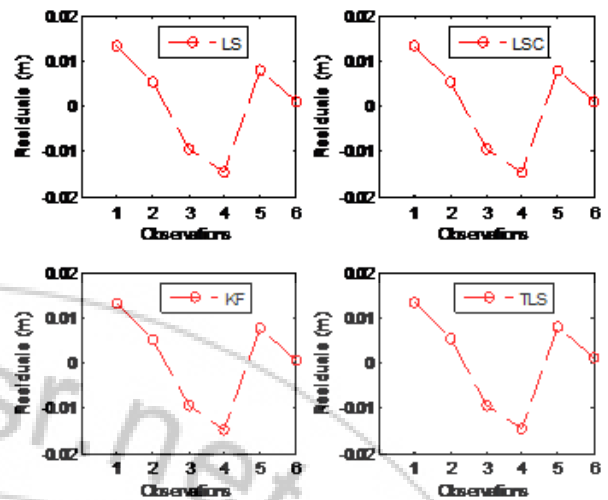 0.02
0.01
0
-0.01
-0.02
Residuals (m)
LS
1 2 3 4 5 6
Observations
0.02
0.01
0
-0.01
-0.02
Residuals (m)
LSC
1 2 3 4 5 6
Observations
0.02
0.01
0
-0.01
-0.02
Residuals (m)
KF
1 2 3 4 5 6
Observations
0.02
0.01
0
-0.01
-0.02
Residuals (m)
TLS
1 2 3 4 5 6
Observations
sr.net